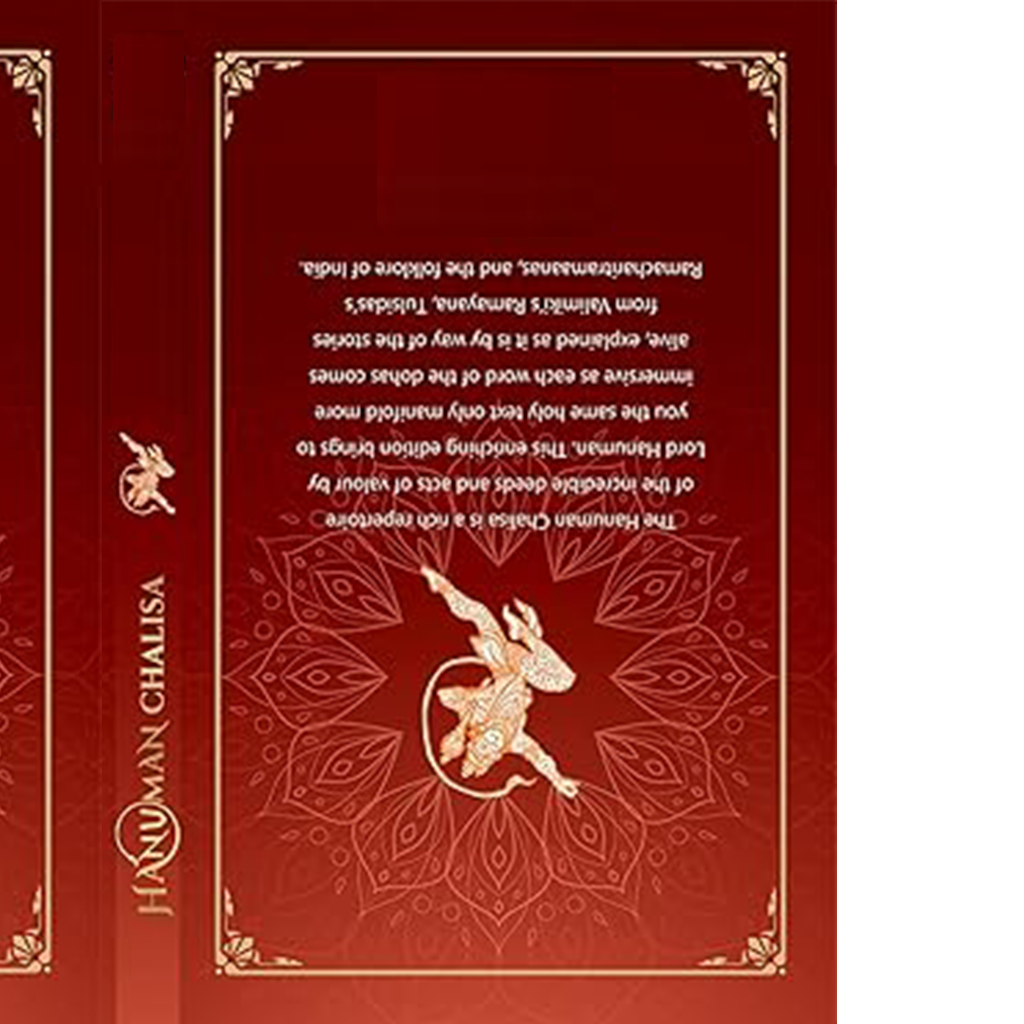 The Hanuman Chalisa is a rich repertoire
of the incredible deeds and acts of valour by
Lord Hanuman. This enriching edition brings to
you the same holy text only manifold more
immersive as each word of the dohas comes
alive, explained as it is by way of the stories
from Valimiki's Ramayana, Tulsidas's
Ramacharitramaanas, and the folklore of India.
HANUMAN CHALISA